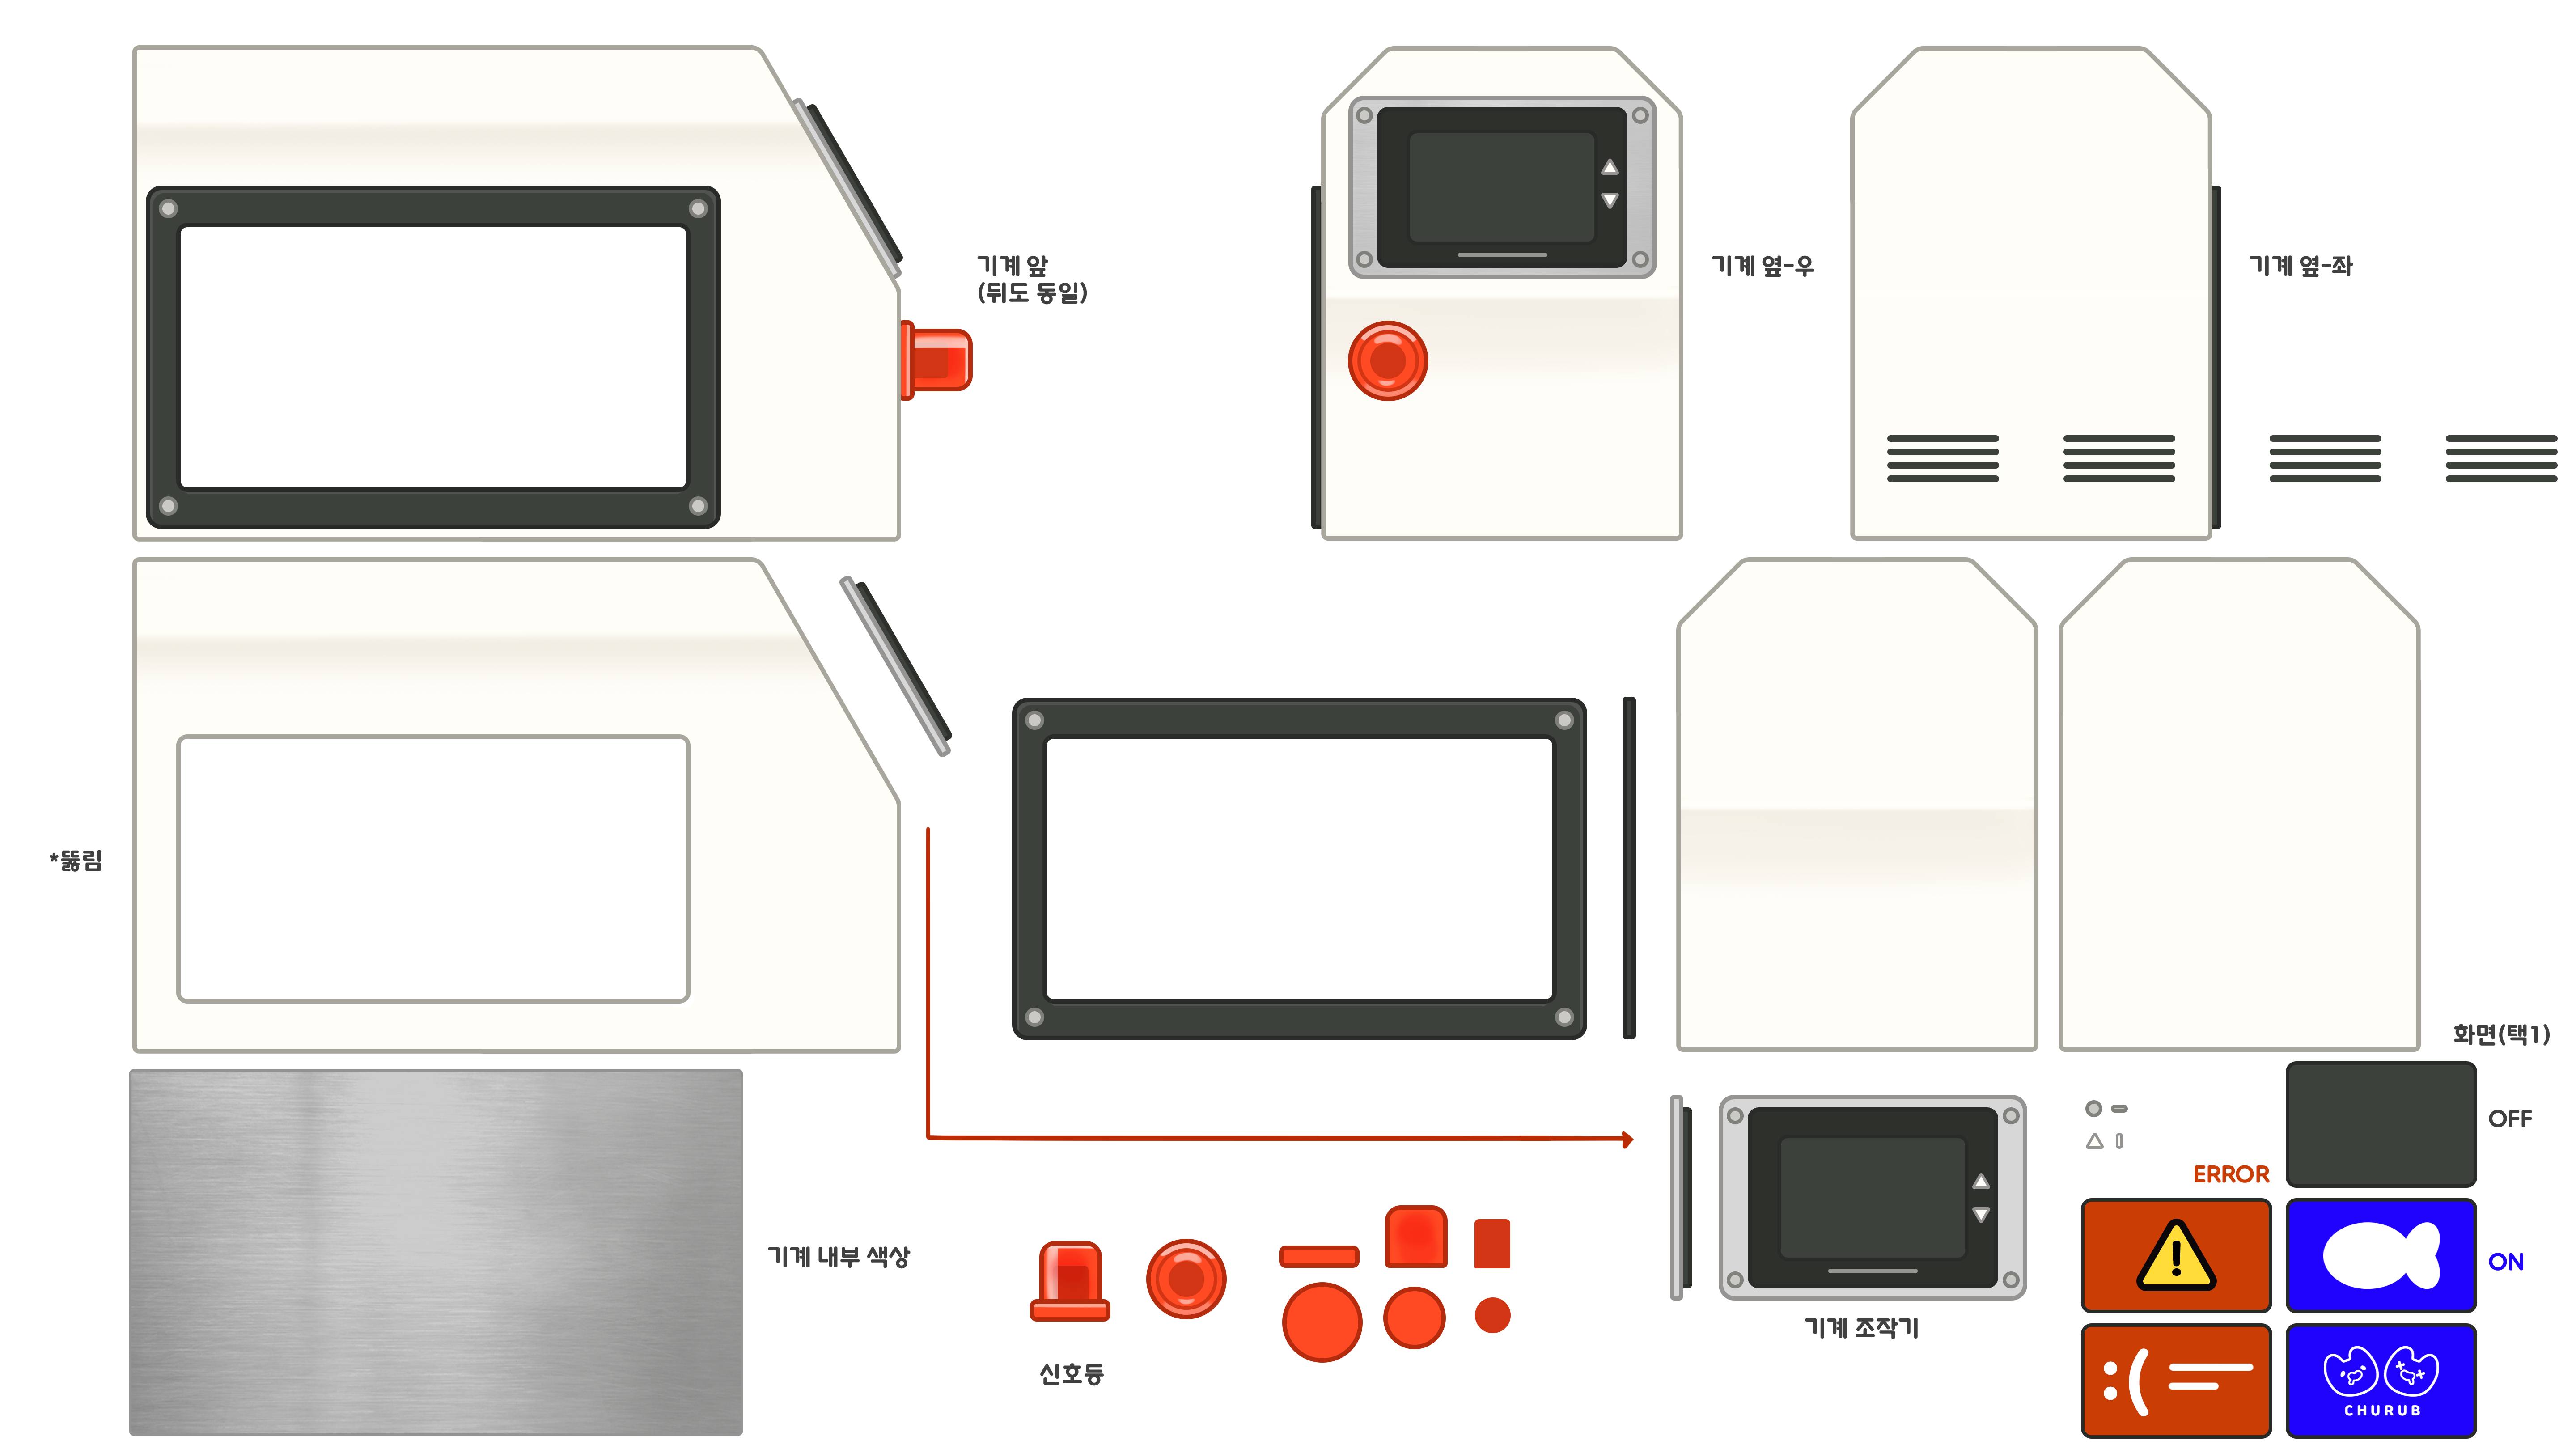 기계 앞
(뒤도 동일)
기계 옆-우
기계 옆-좌
*뚫림
화면(택1)
OFF
ERROR
ON
기계 내부 색상
기계 조작기
:(
신호등
CHURUB